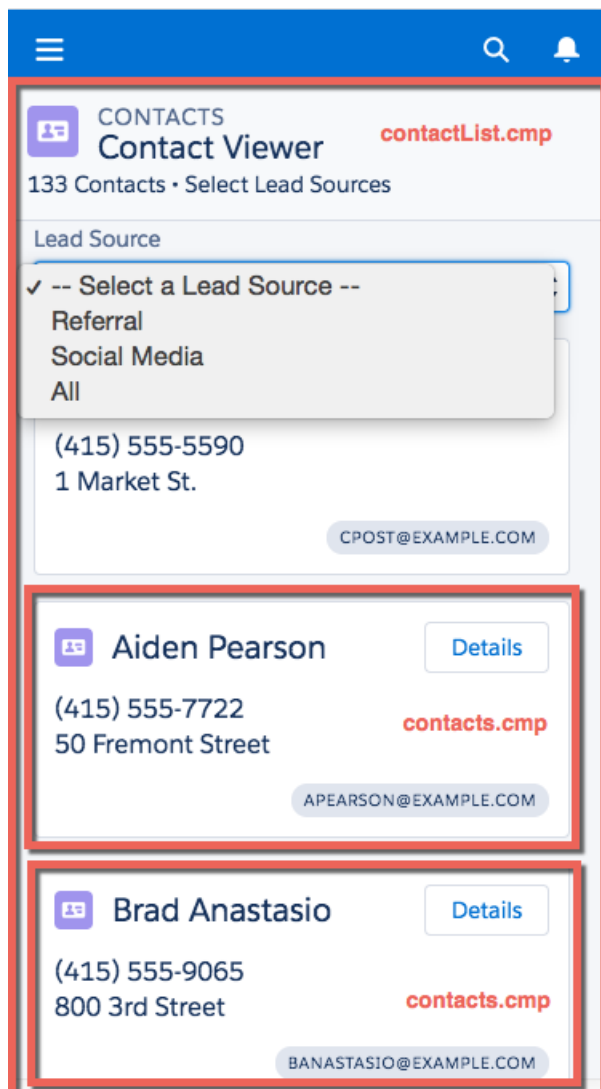 CONTACTS
Contact Viewer
contactList.cmp
133 Contacts • Select Lead Sources
Lead Source
✓ -- Select a Lead Source --
Referral
Social Media
All
(415) 555-5590
1 Market St.
CPOST@EXAMPLE.COM
Aiden Pearson
Details
(415) 555-7722
50 Fremont Street
contacts.cmp
APEARSON@EXAMPLE.COM
Brad Anastasio
Details
(415) 555-9065
800 3rd Street
contacts.cmp
BANASTASIO@EXAMPLE.COM